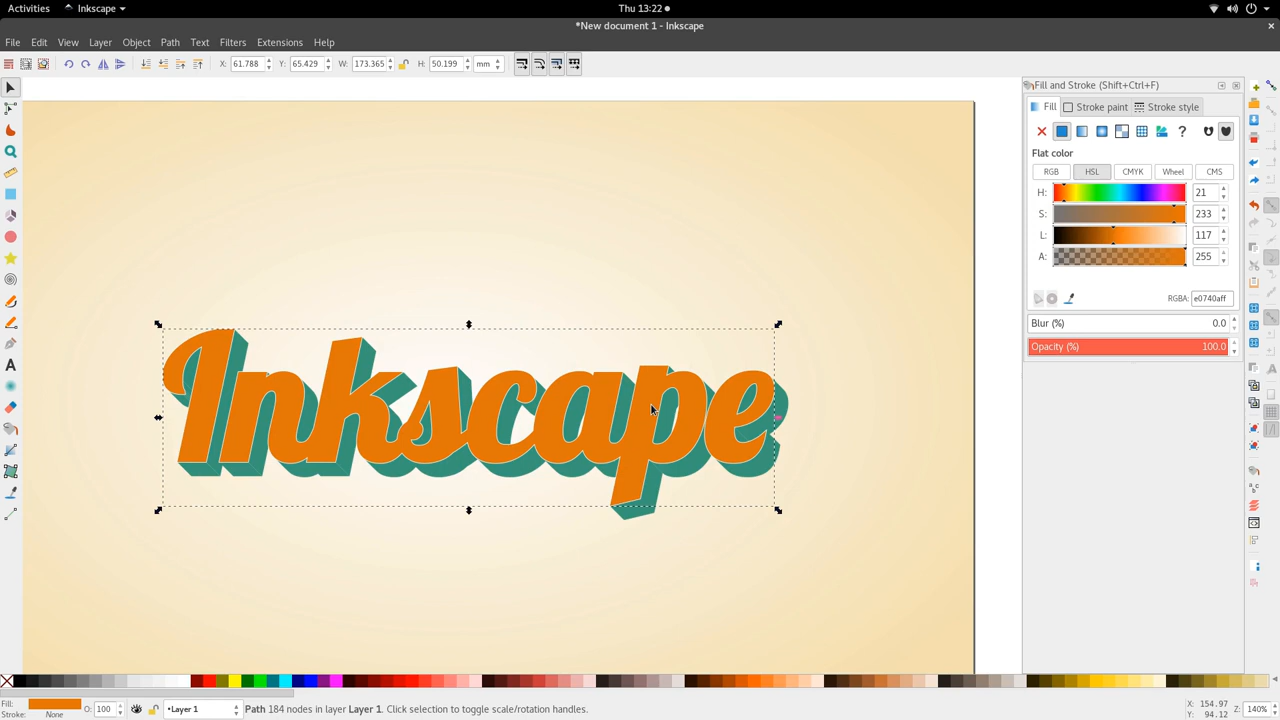 Activities Inkscape Thu 13:22
*New document 1 - Inkscape
File Edit View Layer Object Path Text Filters Extensions Help
X: 61.788 Y: 65.429 W: 173.365 H: 50.199 mm
Fill and Stroke (Shift+Ctrl+F)
Fill Stroke paint Stroke style
?
Flat color
RGB HSL CMYK Wheel CMS
H: 21
S: 233
L: 117
A: 255
RGBA: e0740aff
Blur (%) 0.0
Opacity (%) 100.0
Inkscape
Fill: O: 100 •Layer 1 Path 184 nodes in layer Layer 1. Click selection to toggle scale/rotation handles. X: 154.97 Z: 140%
Stroke: None Y: 94.12